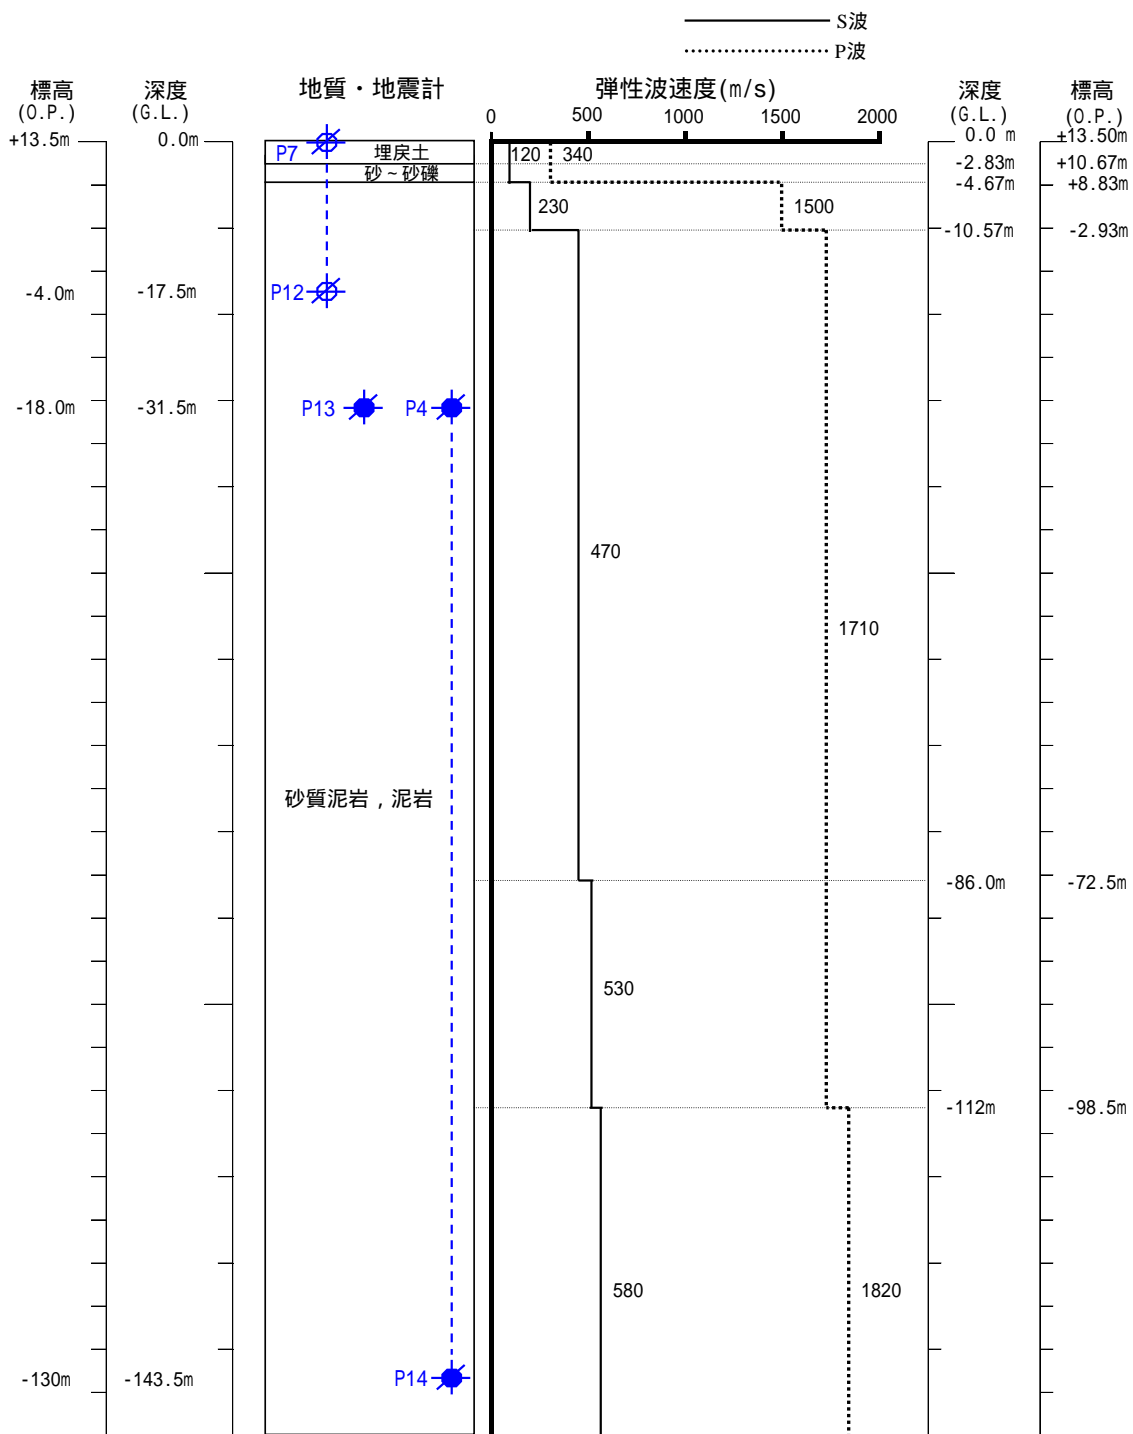 S波
P波
標高 深度 地質・地震計 弾性波速度(m/s) 深度 標高
(O.P.) (G.L.) (G.L.) (O.P.)
0 500 1000 1500 2000
+13.5m 0.0m 0.0 m +13.50m
P7 埋戻土 120 340
-2.83m +10.67m
砂~砂礫
-4.67m +8.83m
230 1500
-10.57m -2.93m
-4.0m -17.5m P12
-18.0m -31.5m P13 P4
470
1710
砂質泥岩,泥岩
-86.0m -72.5m
530
-112m -98.5m
580 1820
-130m -143.5m P14